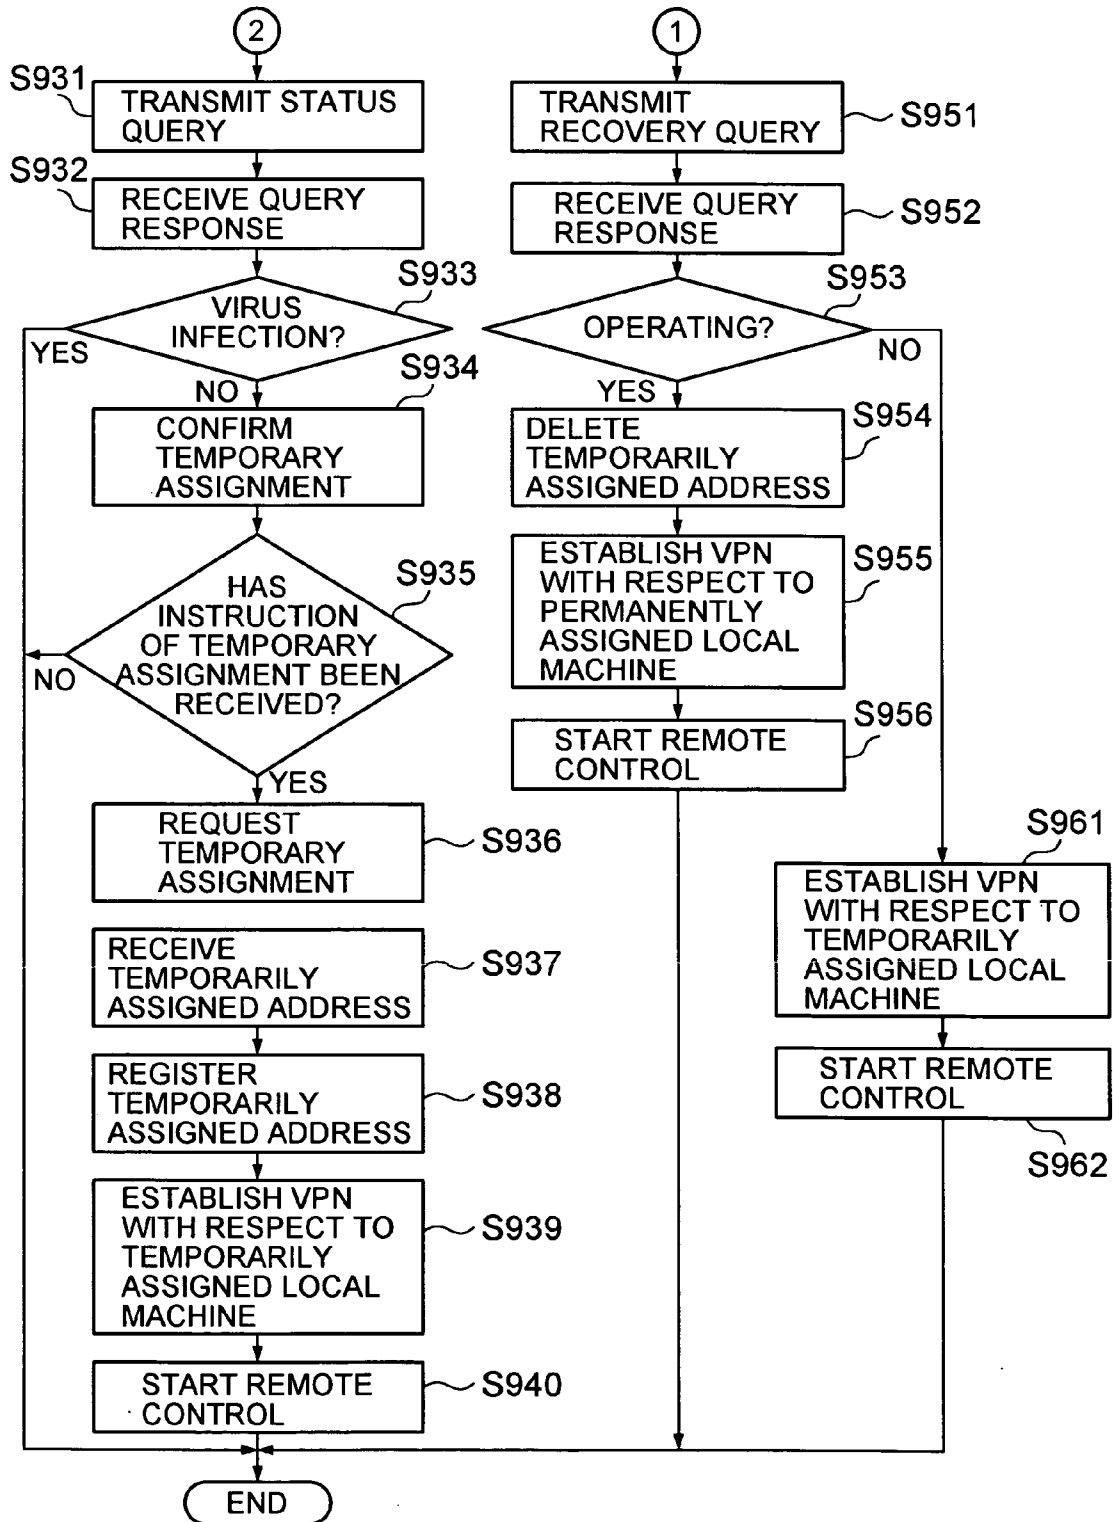 2
S931
TRANSMIT STATUS
QUERY
S932
RECEIVE QUERY
RESPONSE
S933
VIRUS
INFECTION?
YES
NO
S934
CONFIRM
TEMPORARY
ASSIGNMENT
S935
HAS
INSTRUCTION
OF TEMPORARY
ASSIGNMENT BEEN
RECEIVED?
NO
YES
REQUEST
TEMPORARY
ASSIGNMENT
S936
RECEIVE
TEMPORARILY
ASSIGNED ADDRESS
S937
REGISTER
TEMPORARILY
ASSIGNED ADDRESS
S938
ESTABLISH VPN
WITH RESPECT TO
TEMPORARILY
ASSIGNED LOCAL
MACHINE
S939
START REMOTE
CONTROL
S940
END
1
TRANSMIT
RECOVERY QUERY
S951
RECEIVE QUERY
RESPONSE
S952
S953
OPERATING?
NO
YES
S954
DELETE
TEMPORARILY
ASSIGNED ADDRESS
ESTABLISH VPN
WITH RESPECT TO
PERMANENTLY
ASSIGNED LOCAL
MACHINE
S955
S956
START REMOTE
CONTROL
S961
ESTABLISH VPN
WITH RESPECT TO
TEMPORARILY
ASSIGNED LOCAL
MACHINE
START REMOTE
CONTROL
S962